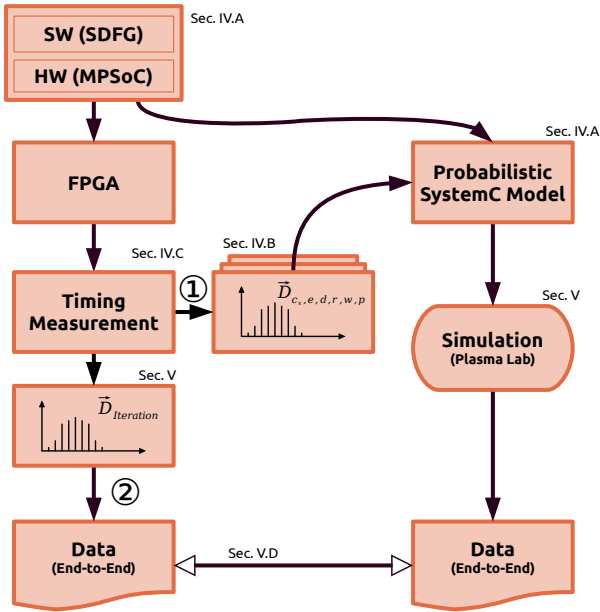 Sec. IV.A
SW (SDFG)
HW (MPSoC)
Sec. IV.A
FPGA
Probabilistic
SystemC Model
Sec. IV.C
Sec. IV.B
①
Timing
Measurement
D⃗ c_s,e,d,r,w,p
Sec. V
Simulation
(Plasma Lab)
Sec. V
D⃗ Iteration
②
Data
(End-to-End)
Sec. V.D
Data
(End-to-End)